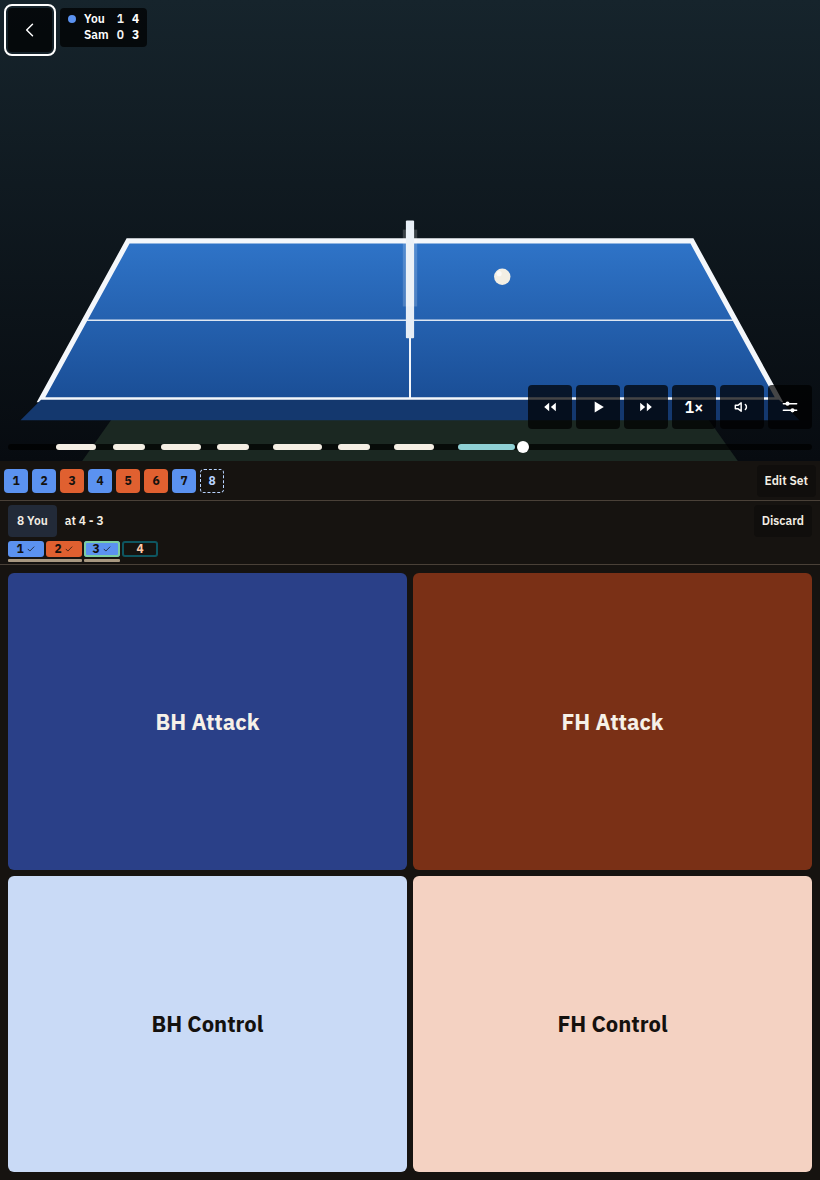 You 1 4
Sam 0 3
1×
1 2 3 4 5 6 7 8 Edit Set
8 You at 4 - 3 Discard
1 2 3 4
BH Attack FH Attack
BH Control FH Control